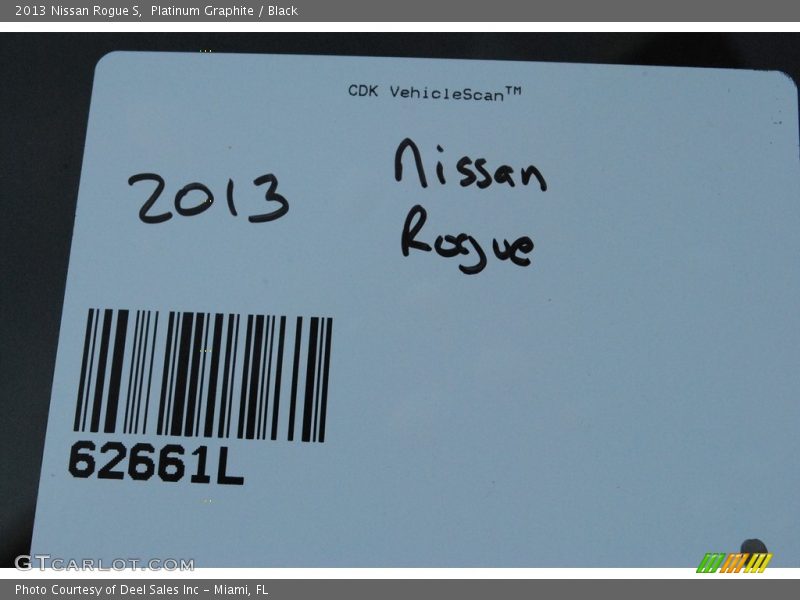 2013 Nissan Rogue S,  Platinum Graphite / Black
CDK VehicleScan™
2013
Nissan
Rogue
62661L
GTCARLOT.COM
Photo Courtesy of Deel Sales Inc - Miami, FL